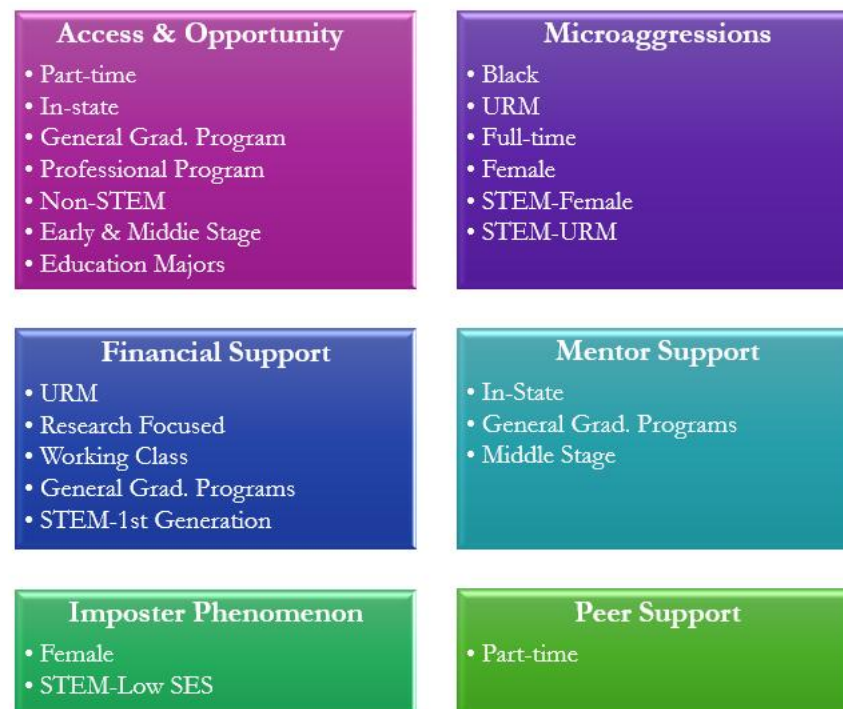 Access & Opportunity
• Part-time
• In-state
• General Grad. Program
• Professional Program
• Non-STEM
• Early & Middie Stage
• Education Majors
Microaggressions
• Black
• URM
• Full-time
• Female
• STEM-Female
• STEM-URM
Financial Support
• URM
• Research Focused
• Working Class
• General Grad. Programs
• STEM-1st Generation
Mentor Support
• In-State
• General Grad. Programs
• Middle Stage
Imposter Phenomenon
• Female
• STEM-Low SES
Peer Support
• Part-time